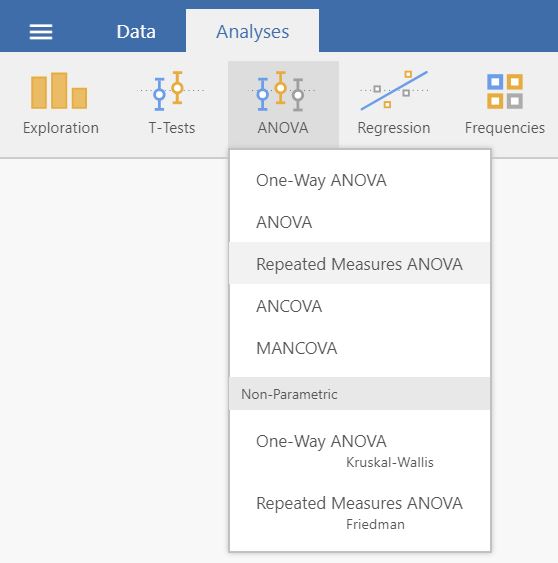 Data Analyses
Exploration T-Tests ANOVA Regression Frequencies
One-Way ANOVA
ANOVA
Repeated Measures ANOVA
ANCOVA
MANCOVA
Non-Parametric
One-Way ANOVA
Kruskal-Wallis
Repeated Measures ANOVA
Friedman